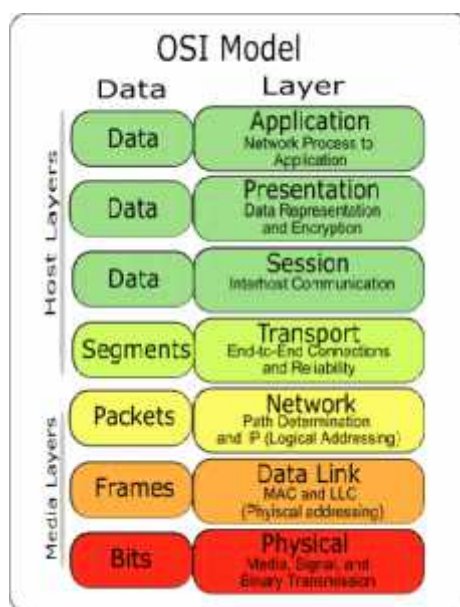 OSI Model
Data Layer
Host Layers
Data
Application
Network Process to
Application
Data
Presentation
Data Representation
and Encryption
Data
Session
Interhost Communication
Segments
Transport
End-to-End Connections
and Reliability
Media Layers
Packets
Network
Path Determination
and IP (Logical Addressing)
Frames
Data Link
MAC and LLC
(Phyiscal addressing)
Bits
Physical
Media, Signal, and
Binary Transmission